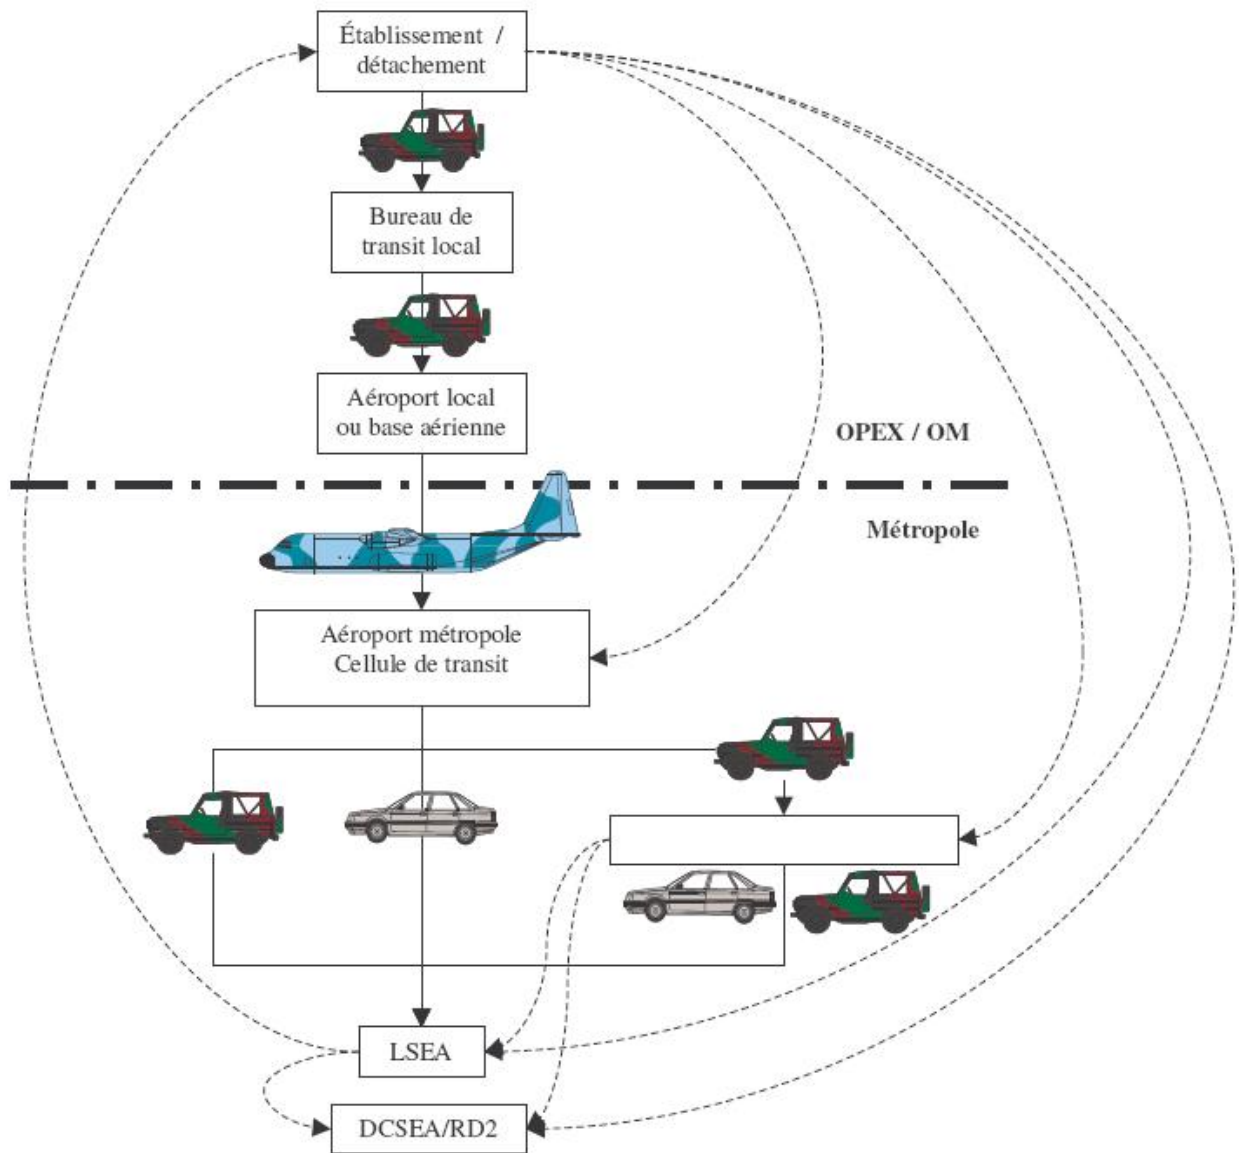 Établissement /
détachement
Bureau de
transit local
Aéroport local
ou base aérienne
OPEX / OM
Métropole
Aéroport métropole
Cellule de transit
LSEA
DCSEA/RD2